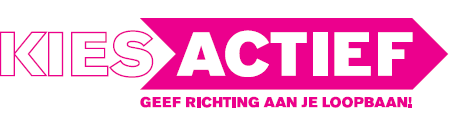 KIES ACTIEF
GEEF RICHTING AAN JE LOOPBAAN!